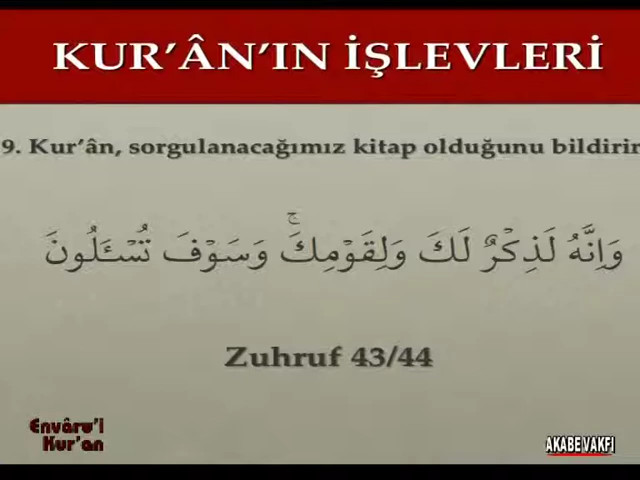 KUR’ÂN’IN İŞLEVLERİ
9. Kur’ân, sorgulanacağımız kitap olduğunu bildirir
وَاِنَّهُ لَذِكْرٌ لَكَ وَلِقَوْمِكَۚ وَسَوْفَ تُسْـَٔلُونَ
Zuhruf 43/44
Envâru’l
Kur’an
AKABE VAKFI